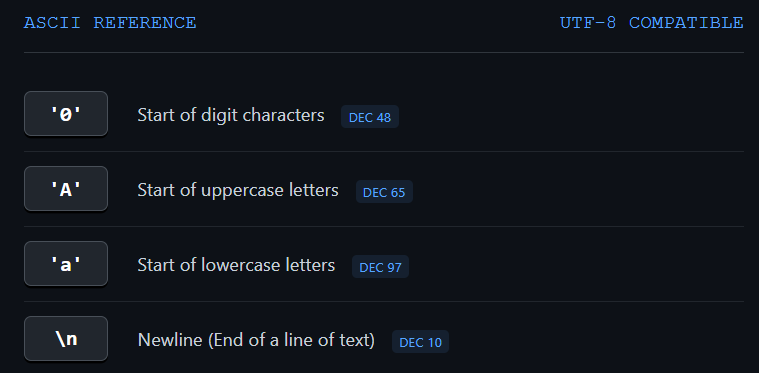 ASCII REFERENCE UTF-8 COMPATIBLE
'0' Start of digit characters DEC 48
'A' Start of uppercase letters DEC 65
'a' Start of lowercase letters DEC 97
\n Newline (End of a line of text) DEC 10